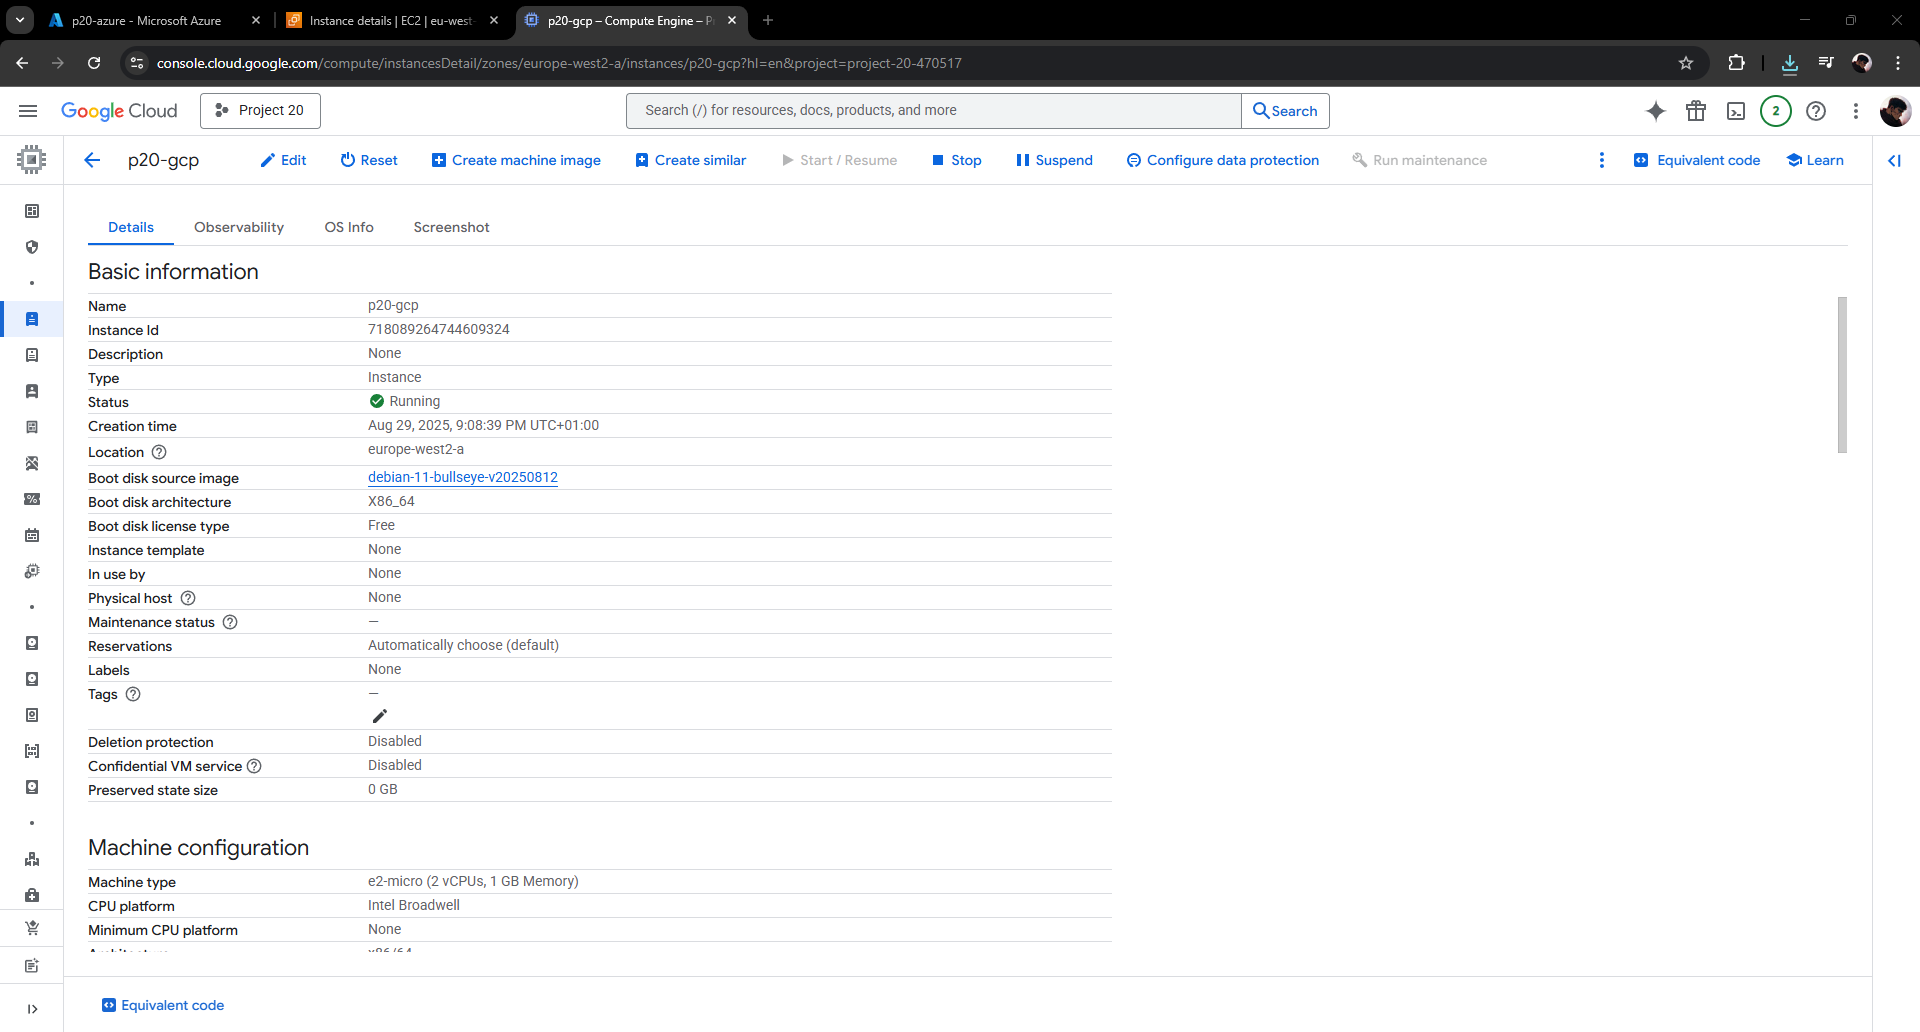 p20-azure - Microsoft Azure
Instance details | EC2 | eu-west-
p20-gcp – Compute Engine – P
console.cloud.google.com/compute/instancesDetail/zones/europe-west2-a/instances/p20-gcp?hl=en&project=project-20-470517
Google Cloud
Project 20
Search (/) for resources, docs, products, and more
Search
2
p20-gcp
Edit
Reset
Create machine image
Create similar
Start / Resume
Stop
Suspend
Configure data protection
Run maintenance
Equivalent code
Learn
Details
Observability
OS Info
Screenshot
Basic information
Name p20-gcp
Instance Id 718089264744609324
Description None
Type Instance
Status Running
Creation time Aug 29, 2025, 9:08:39 PM UTC+01:00
Location europe-west2-a
Boot disk source image debian-11-bullseye-v20250812
Boot disk architecture X86_64
Boot disk license type Free
Instance template None
In use by None
Physical host None
Maintenance status —
Reservations Automatically choose (default)
Labels None
Tags —
Deletion protection Disabled
Confidential VM service Disabled
Preserved state size 0 GB
Machine configuration
Machine type e2-micro (2 vCPUs, 1 GB Memory)
CPU platform Intel Broadwell
Minimum CPU platform None
Architecture x86/64
Equivalent code